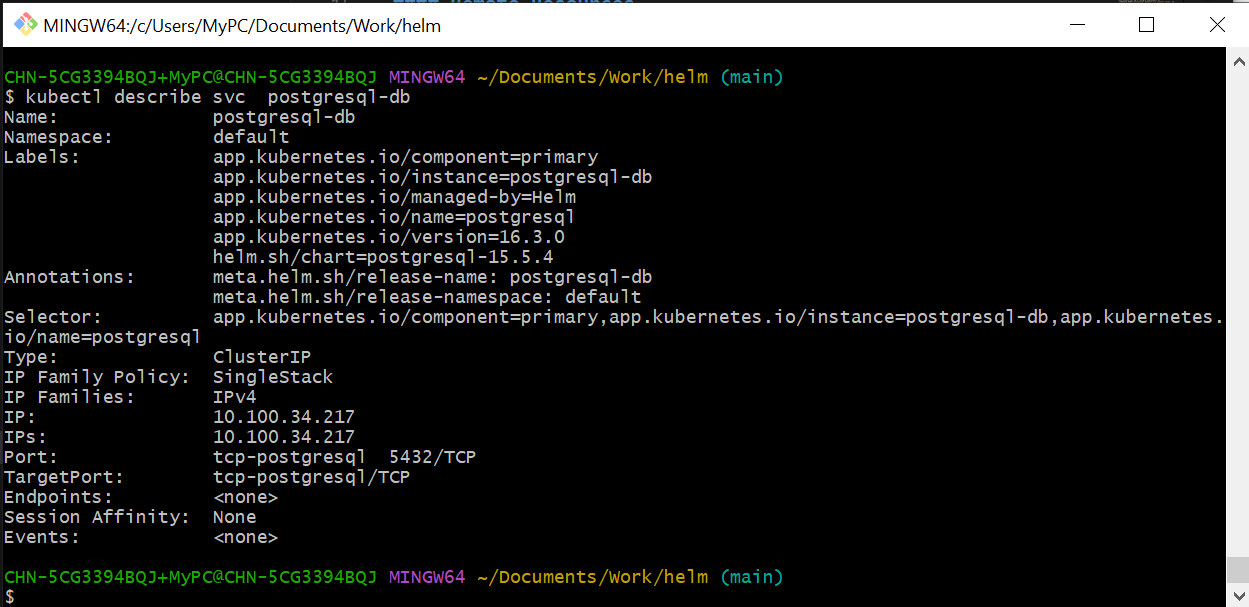 MINGW64:/c/Users/MyPC/Documents/Work/helm
CHN-5CG3394BQJ+MyPC@CHN-5CG3394BQJ MINGW64 ~/Documents/Work/helm (main)
$ kubectl describe svc  postgresql-db
Name:              postgresql-db
Namespace:         default
Labels:            app.kubernetes.io/component=primary
                   app.kubernetes.io/instance=postgresql-db
                   app.kubernetes.io/managed-by=Helm
                   app.kubernetes.io/name=postgresql
                   app.kubernetes.io/version=16.3.0
                   helm.sh/chart=postgresql-15.5.4
Annotations:       meta.helm.sh/release-name: postgresql-db
                   meta.helm.sh/release-namespace: default
Selector:          app.kubernetes.io/component=primary,app.kubernetes.io/instance=postgresql-db,app.kubernetes.
io/name=postgresql
Type:              ClusterIP
IP Family Policy:  SingleStack
IP Families:       IPv4
IP:                10.100.34.217
IPs:               10.100.34.217
Port:              tcp-postgresql  5432/TCP
TargetPort:        tcp-postgresql/TCP
Endpoints:         <none>
Session Affinity:  None
Events:            <none>
CHN-5CG3394BQJ+MyPC@CHN-5CG3394BQJ MINGW64 ~/Documents/Work/helm (main)
$